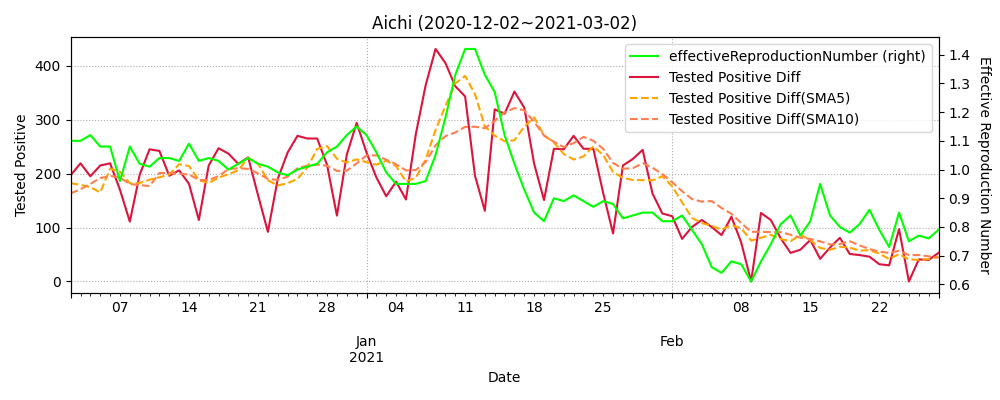 Aichi (2020-12-02~2021-03-02)
effectiveReproductionNumber (right)
Tested Positive Diff
Tested Positive Diff(SMA5)
Tested Positive Diff(SMA10)
Tested Positive
400
300
200
100
0
1.4
1.3
1.2
1.1
1.0
0.9
0.8
0.7
0.6
Effective Reproduction Number
07 14 21 28 04 11 18 25 08 15 22
Jan Feb
2021
Date